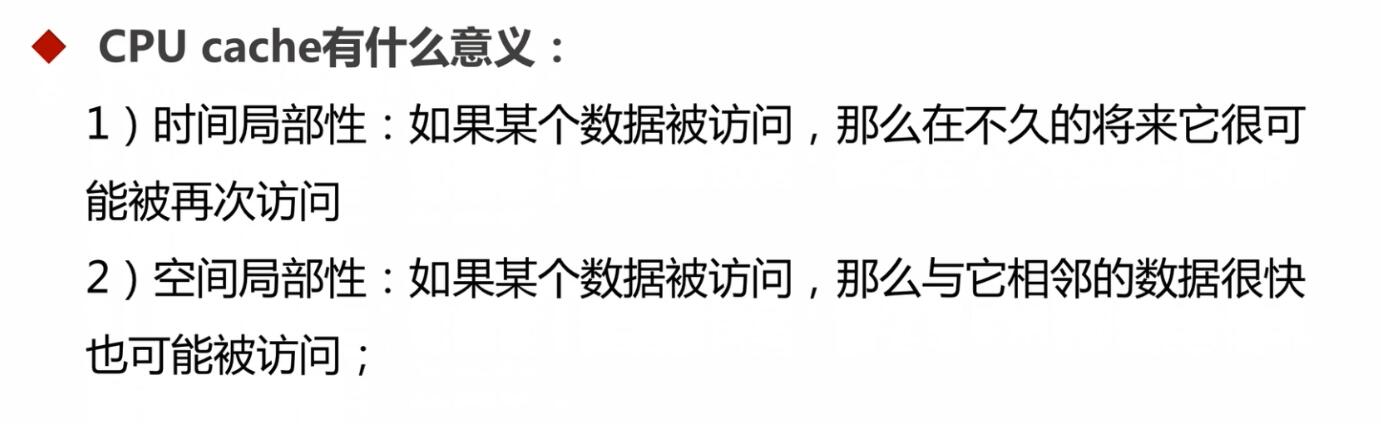 CPU cache有什么意义：
1）时间局部性：如果某个数据被访问，那么在不久的将来它很可
能被再次访问
2）空间局部性：如果某个数据被访问，那么与它相邻的数据很快
也可能被访问；